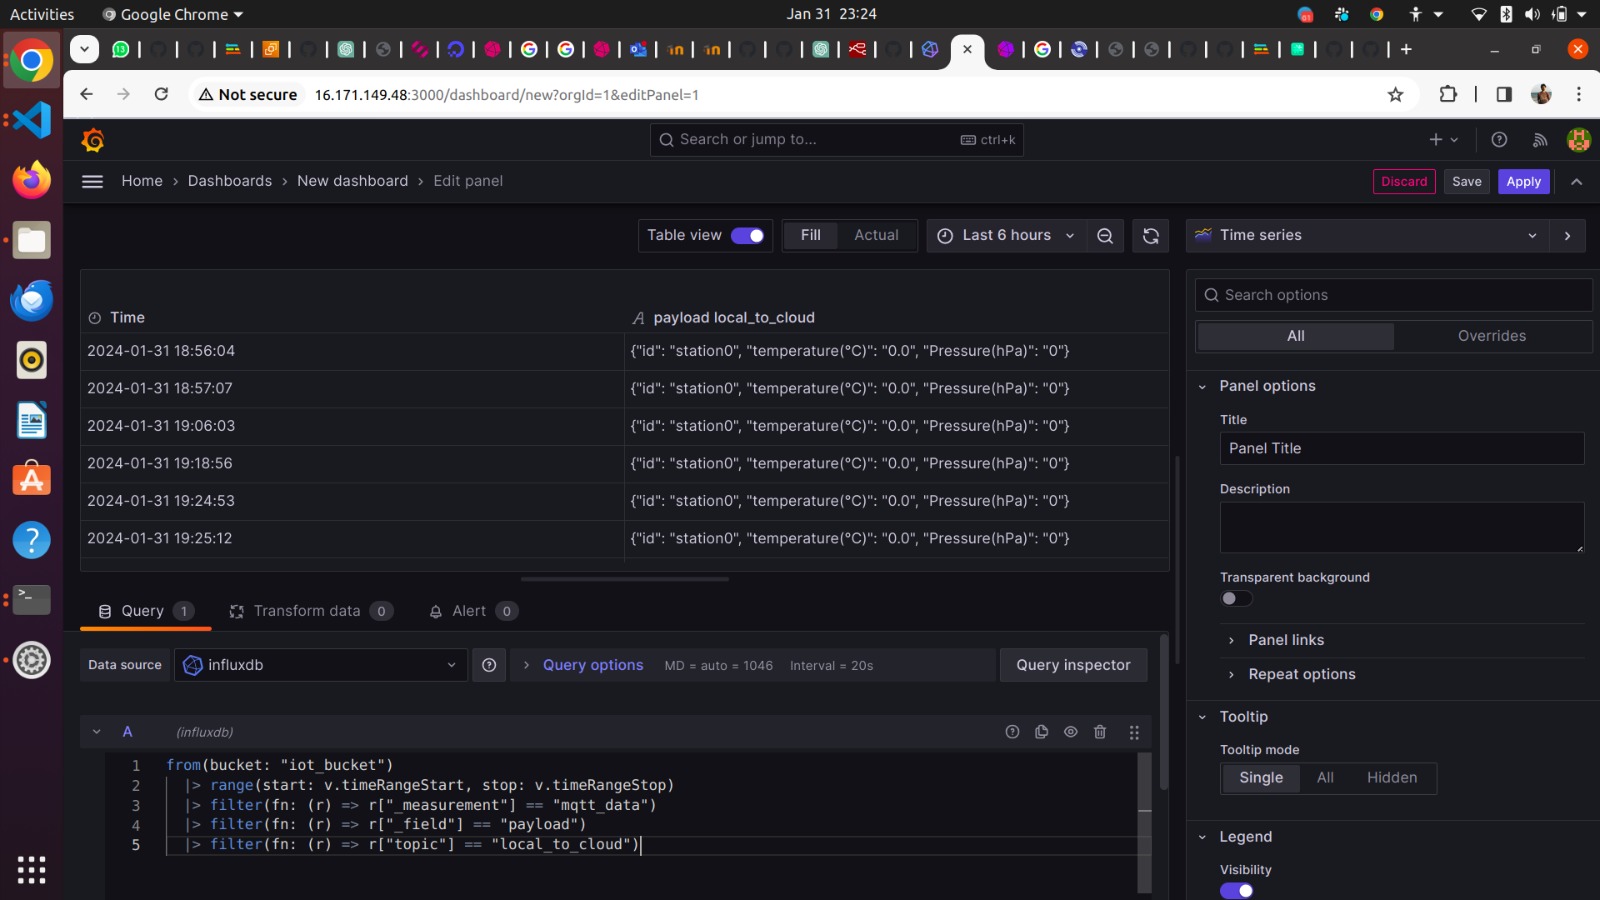 Activities
Google Chrome
Jan 31 23:24
Not secure
16.171.149.48:3000/dashboard/new?orgId=1&editPanel=1
Search or jump to...
ctrl+k
Home › Dashboards › New dashboard › Edit panel
Discard
Save
Apply
Table view
Fill
Actual
Last 6 hours
Time series
Search options
All
Overrides
Time
payload local_to_cloud
2024-01-31 18:56:04 {"id": "station0", "temperature(°C)": "0.0", "Pressure(hPa)": "0"}
2024-01-31 18:57:07 {"id": "station0", "temperature(°C)": "0.0", "Pressure(hPa)": "0"}
2024-01-31 19:06:03 {"id": "station0", "temperature(°C)": "0.0", "Pressure(hPa)": "0"}
2024-01-31 19:18:56 {"id": "station0", "temperature(°C)": "0.0", "Pressure(hPa)": "0"}
2024-01-31 19:24:53 {"id": "station0", "temperature(°C)": "0.0", "Pressure(hPa)": "0"}
2024-01-31 19:25:12 {"id": "station0", "temperature(°C)": "0.0", "Pressure(hPa)": "0"}
Query 1
Transform data 0
Alert 0
Data source
influxdb
Query options
MD = auto = 1046
Interval = 20s
Query inspector
A
(influxdb)
1 from(bucket: "iot_bucket")
2 |> range(start: v.timeRangeStart, stop: v.timeRangeStop)
3 |> filter(fn: (r) => r["_measurement"] == "mqtt_data")
4 |> filter(fn: (r) => r["_field"] == "payload")
5 |> filter(fn: (r) => r["topic"] == "local_to_cloud")
Panel options
Title
Panel Title
Description
Transparent background
Panel links
Repeat options
Tooltip
Tooltip mode
Single
All
Hidden
Legend
Visibility